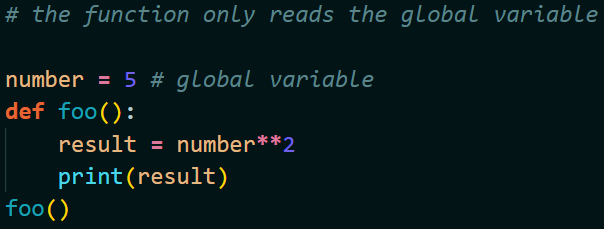 # the function only reads the global variable
number = 5 # global variable
def foo():
    result = number**2
    print(result)
foo()